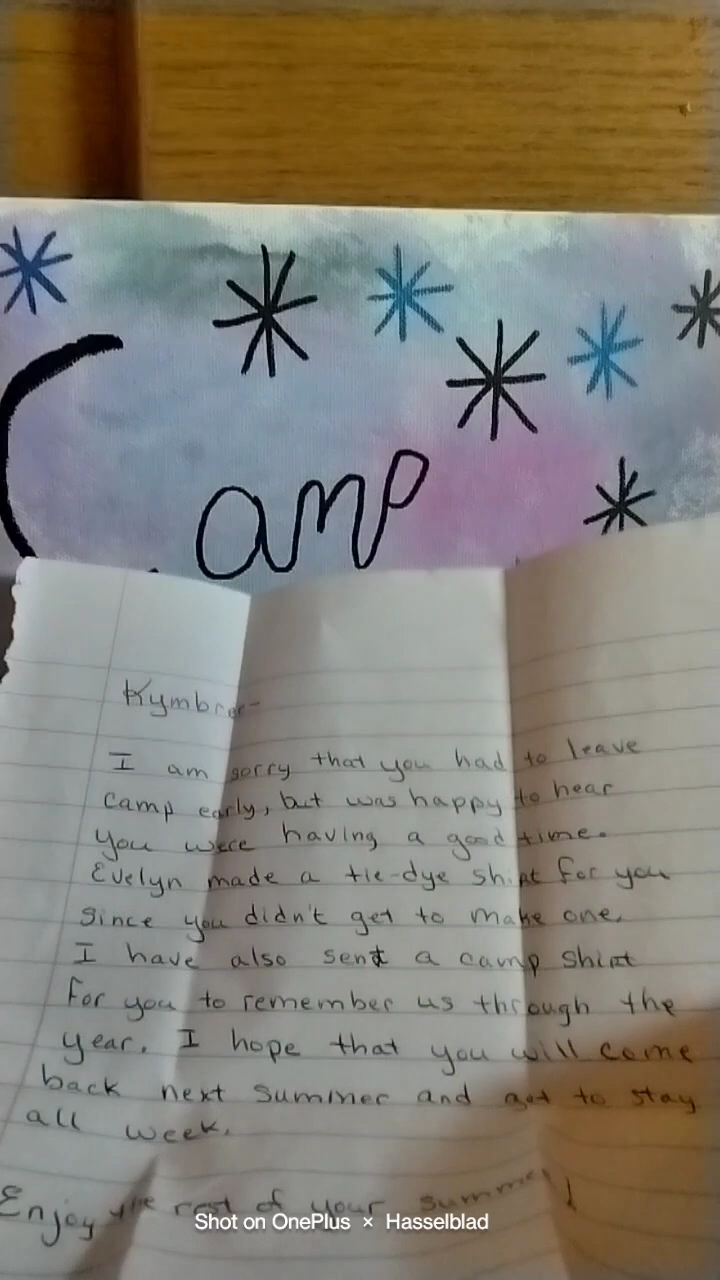 Camp
Kymbree-
I am sorry that you had to leave
camp early, but was happy to hear
you were having a good time.
Evelyn made a tie-dye shirt for you
since you didn't get to make one.
I have also sent a camp shirt
for you to remember us through the
year. I hope that you will come
back next summer and get to stay
all week.
Enjoy the rest of your summer!
Shot on OnePlus × Hasselblad